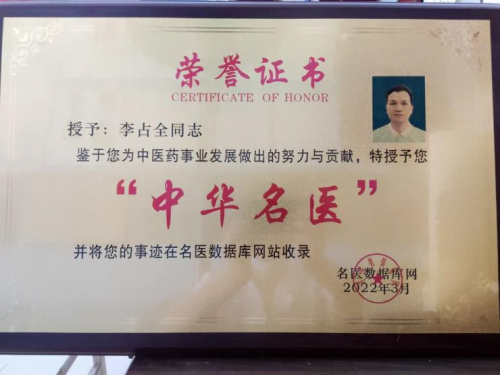 荣誉证书
CERTIFICATE OF HONOR
授予：李占全同志
鉴于您为中医药事业发展做出的努力与贡献，特授予您
“中华名医”
并将您的事迹在名医数据库网站收录
名医数据库网
2022年3月